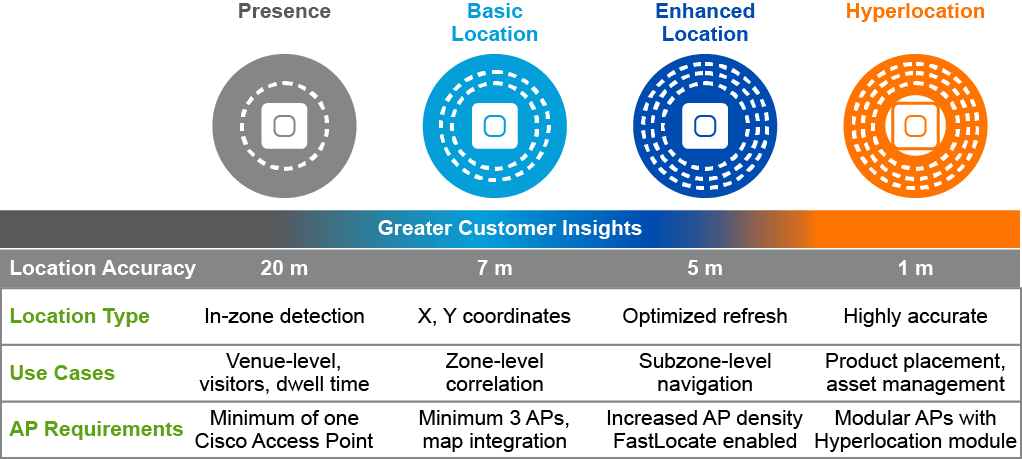 Presence
Basic
Location
Enhanced
Location
Hyperlocation
Greater Customer Insights
Location Accuracy 20 m 7 m 5 m 1 m
Location Type In-zone detection X, Y coordinates Optimized refresh Highly accurate
Use Cases
Venue-level,
visitors, dwell time
Zone-level
correlation
Subzone-level
navigation
Product placement,
asset management
AP Requirements
Minimum of one
Cisco Access Point
Minimum 3 APs,
map integration
Increased AP density
FastLocate enabled
Modular APs with
Hyperlocation module